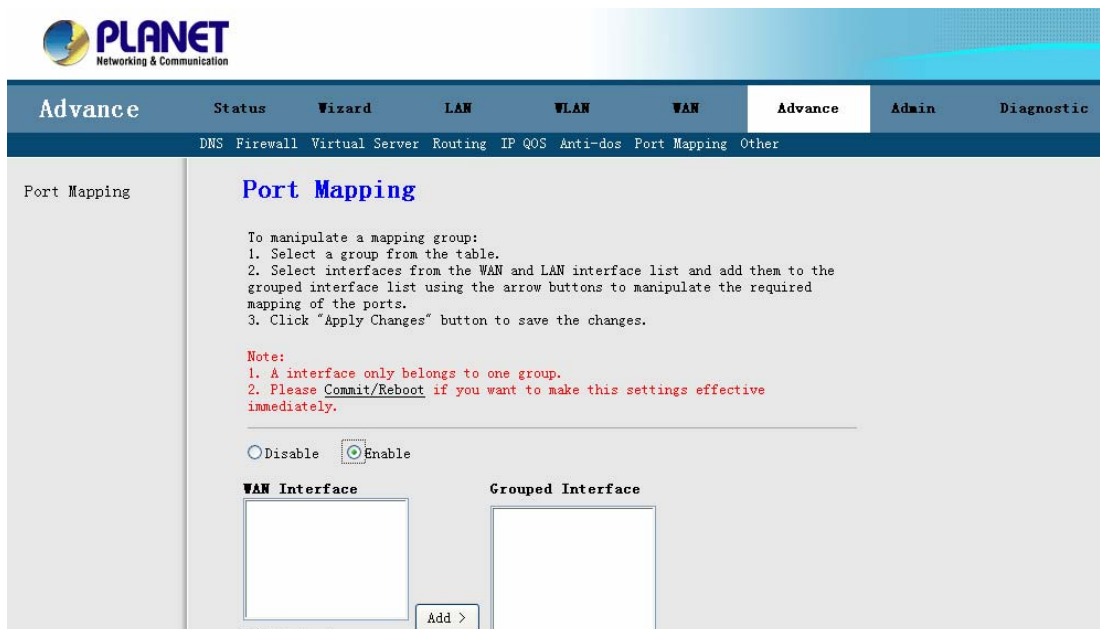 PLANET
Networking & Communication
Advance
Status Wizard LAN WLAN WAN Advance Admin Diagnostic
DNS Firewall Virtual Server Routing IP QOS Anti-dos Port Mapping Other
Port Mapping
Port Mapping
To manipulate a mapping group:
1. Select a group from the table.
2. Select interfaces from the WAN and LAN interface list and add them to the
grouped interface list using the arrow buttons to manipulate the required
mapping of the ports.
3. Click "Apply Changes" button to save the changes.
Note:
1. A interface only belongs to one group.
2. Please Commit/Reboot if you want to make this settings effective
immediately.
Disable Enable
WAN Interface Grouped Interface
Add >